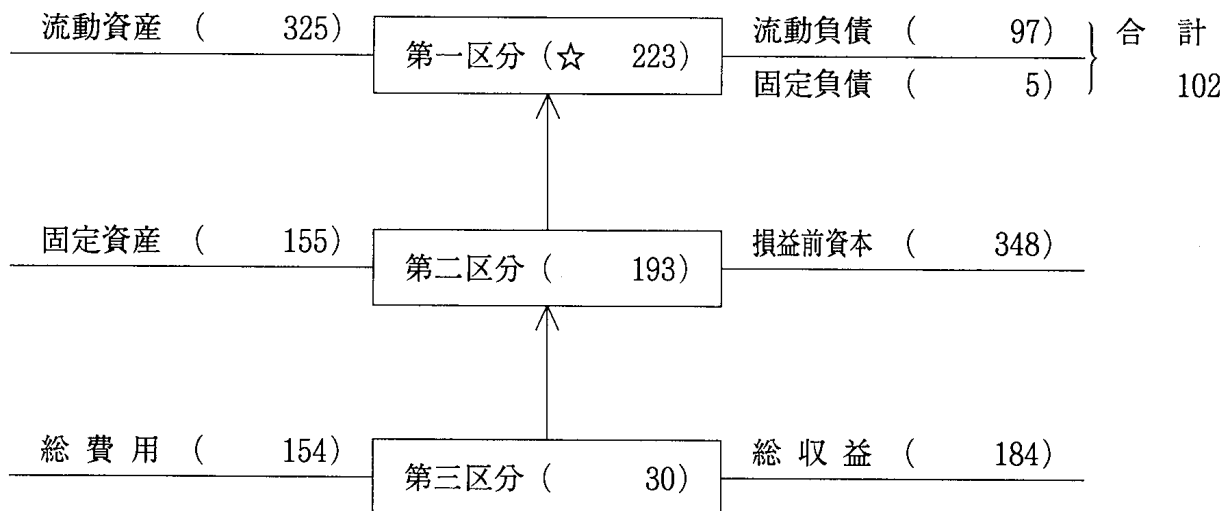 流動資産 ( 325) 第一区分 (☆ 223) 流動負債 ( 97) 合 計
固定負債 ( 5) 102
固定資産 ( 155) 第二区分 ( 193) 損益前資本 ( 348)
総 費 用 ( 154) 第三区分 ( 30) 総 収 益 ( 184)